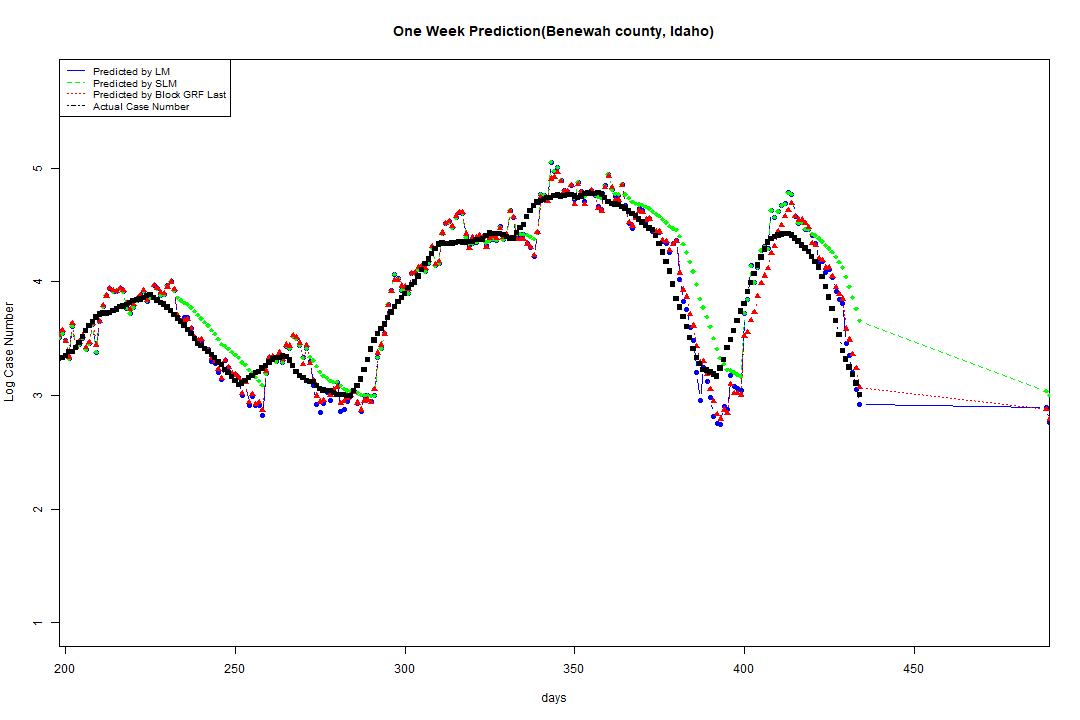 One Week Prediction(Benewah county, Idaho)
Predicted by LM
Predicted by SLM
Predicted by Block GRF Last
Actual Case Number
5
4
3
2
1
Log Case Number
200 250 300 350 400 450
days